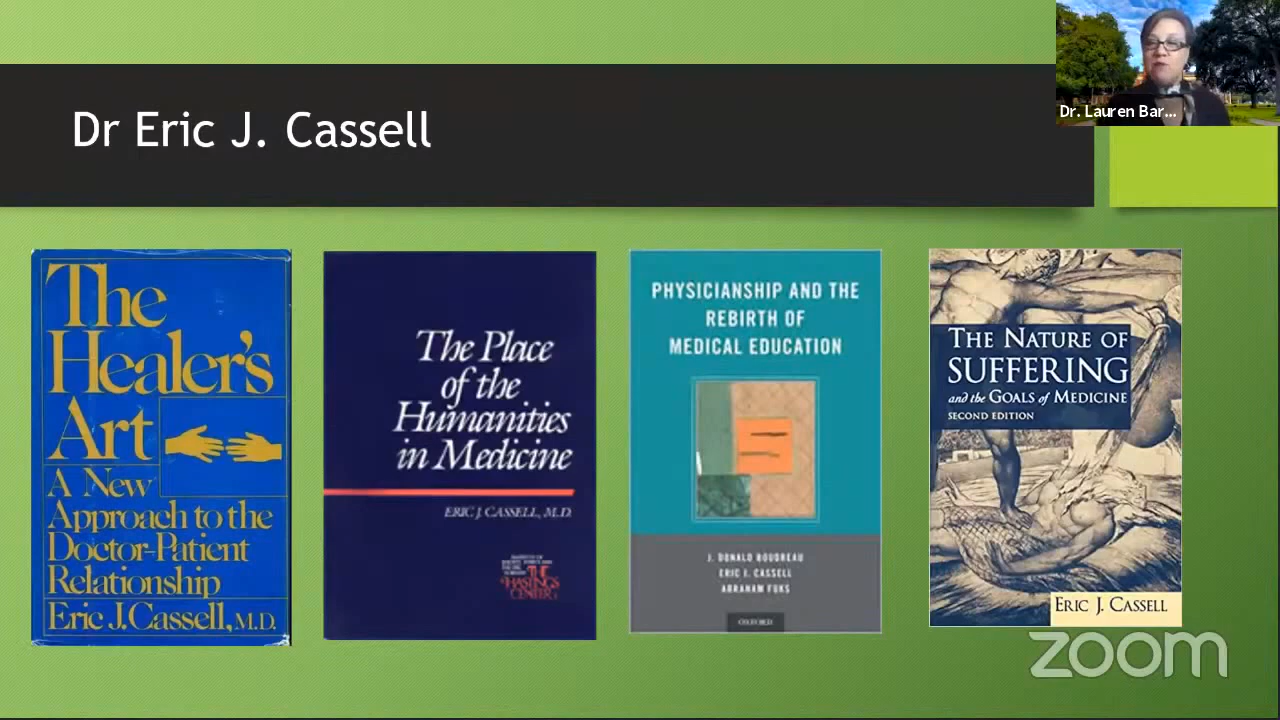 Dr Eric J. Cassell
Dr. Lauren Bar...
The
Healer's
Art
A New
Approach to the
Doctor-Patient
Relationship
Eric J. Cassell, M.D.
The Place
of the
Humanities
in Medicine
ERIC J. CASSELL, M.D.
THE
HASTINGS
CENTER
PHYSICIANSHIP AND THE
REBIRTH OF
MEDICAL EDUCATION
J. DONALD BOUDREAU
ERIC J. CASSELL
ABRAHAM FUKS
OXFORD
THE NATURE OF
SUFFERING
and the GOALS of MEDICINE
SECOND EDITION
ERIC J. CASSELL
zoom